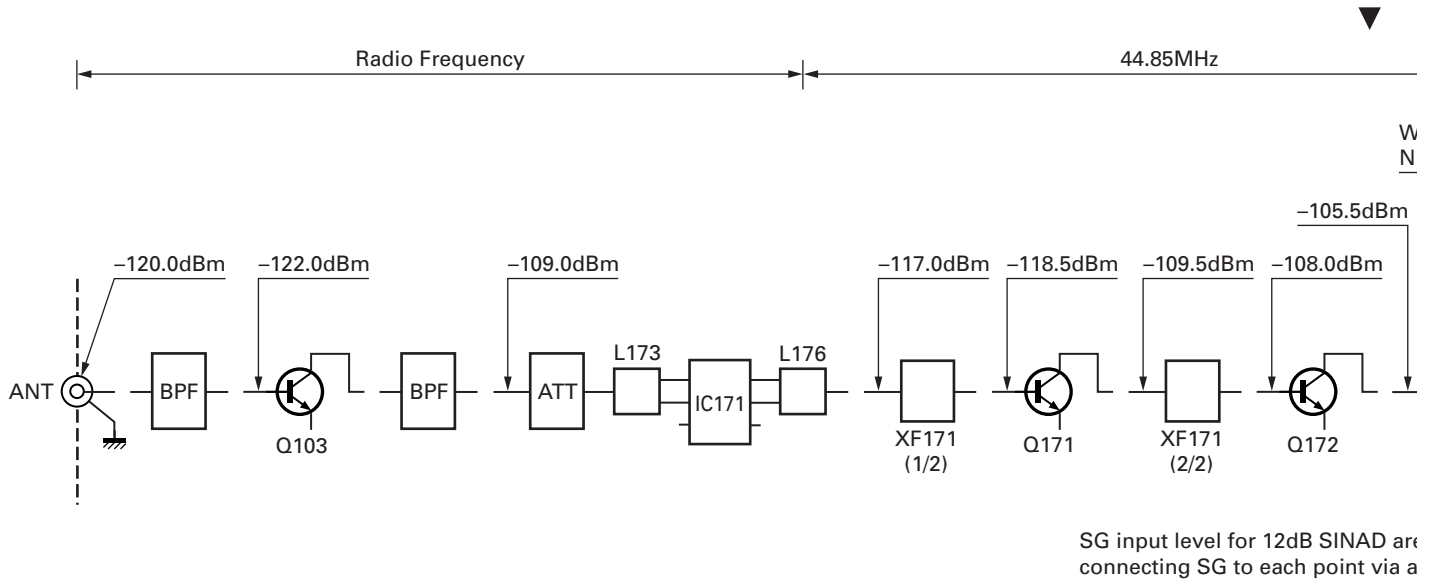 Radio Frequency
44.85MHz
W
N
–105.5dBm
–120.0dBm
–122.0dBm
–109.0dBm
–117.0dBm
–118.5dBm
–109.5dBm
–108.0dBm
L173
L176
ANT
BPF
BPF
ATT
IC171
Q103
XF171
(1/2)
Q171
XF171
(2/2)
Q172
SG input level for 12dB SINAD are
connecting SG to each point via a